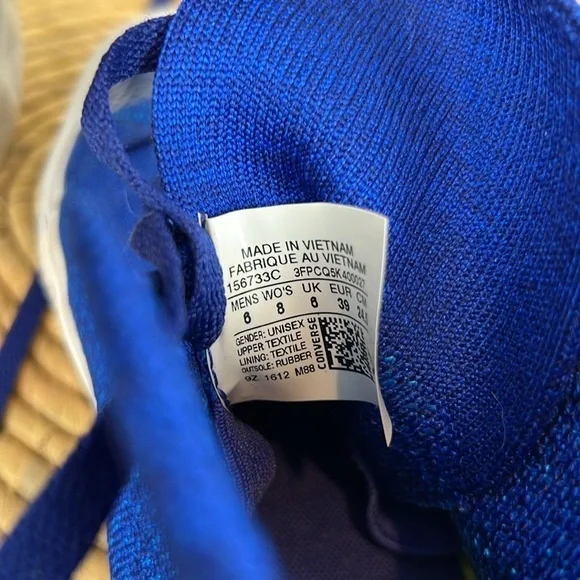 MADE IN VIETNAM
FABRIQUE AU VIETNAM
156733C 3FPCQ5K400027
MENS WO'S UK EUR CM
6 8 6 39 24.5
GENDER: UNISEX
UPPER TEXTILE
LINING: TEXTILE
OUTSOLE: RUBBER
9Z 1612 M88
CONVERSE